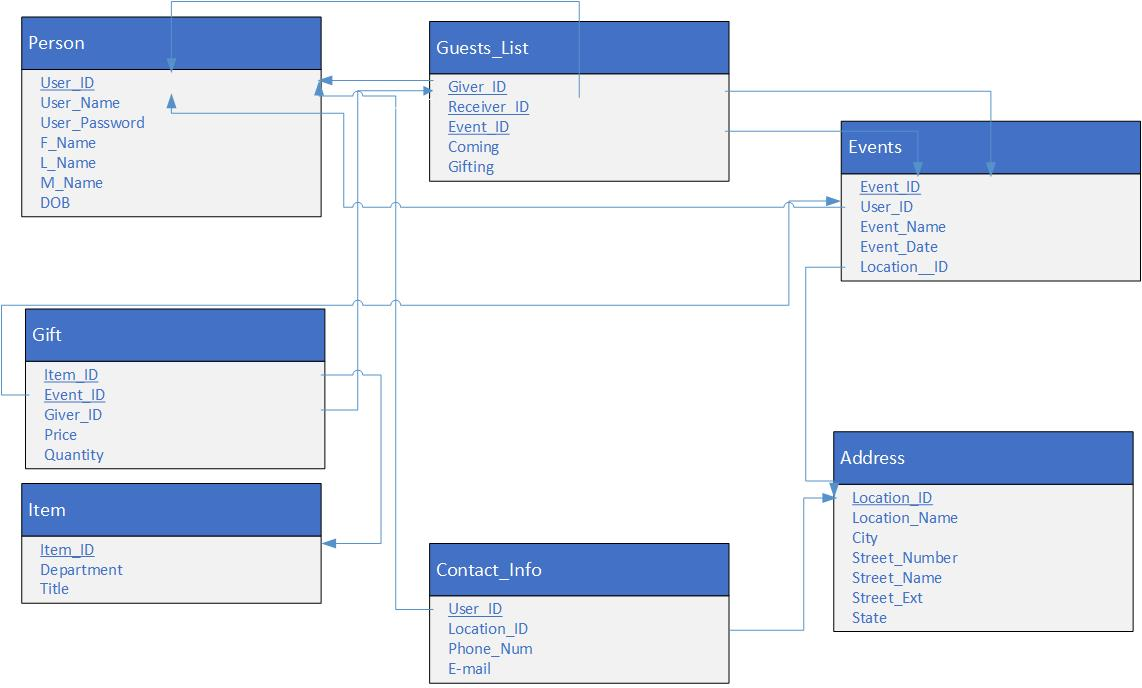 Person
User_ID
User_Name
User_Password
F_Name
L_Name
M_Name
DOB
Guests_List
Giver_ID
Receiver_ID
Event_ID
Coming
Gifting
Events
Event_ID
User_ID
Event_Name
Event_Date
Location__ID
Gift
Item_ID
Event_ID
Giver_ID
Price
Quantity
Item
Item_ID
Department
Title
Contact_Info
User_ID
Location_ID
Phone_Num
E-mail
Address
Location_ID
Location_Name
City
Street_Number
Street_Name
Street_Ext
State